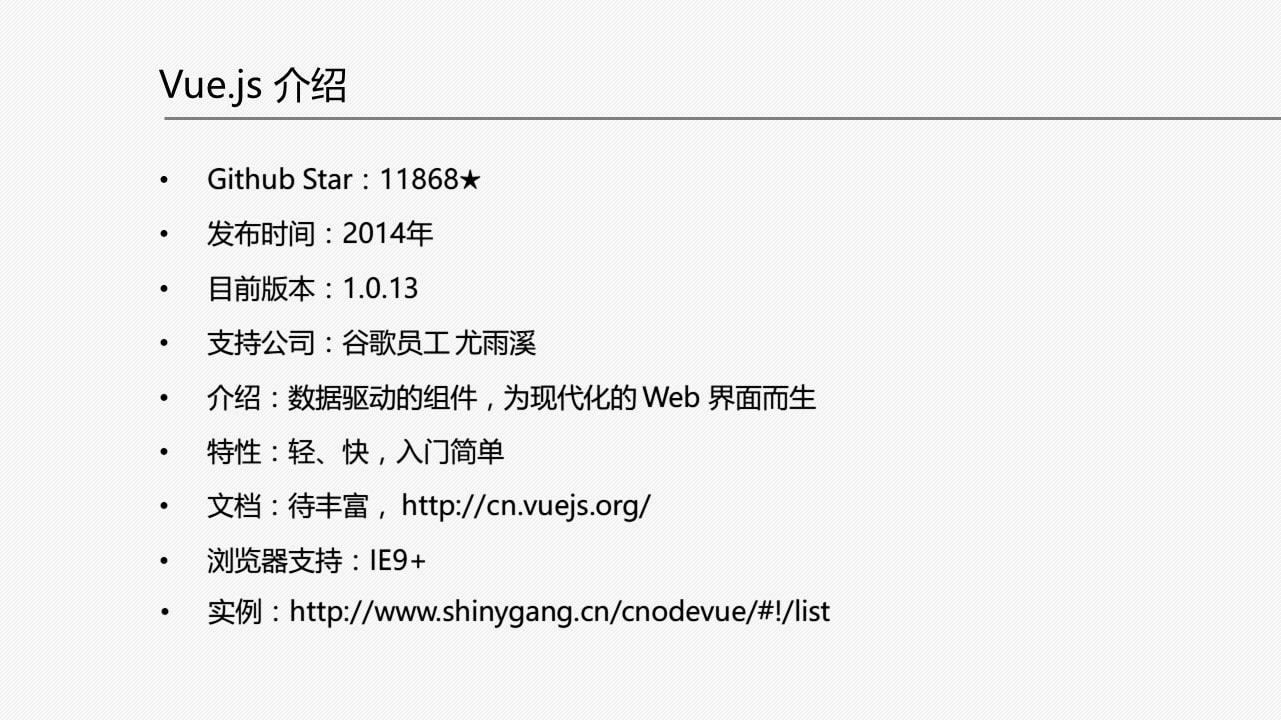 Vue.js 介绍
• Github Star：11868★
• 发布时间：2014年
• 目前版本：1.0.13
• 支持公司：谷歌员工 尤雨溪
• 介绍：数据驱动的组件，为现代化的 Web 界面而生
• 特性：轻、快，入门简单
• 文档：待丰富， http://cn.vuejs.org/
• 浏览器支持：IE9+
• 实例：http://www.shinygang.cn/cnodevue/#!/list